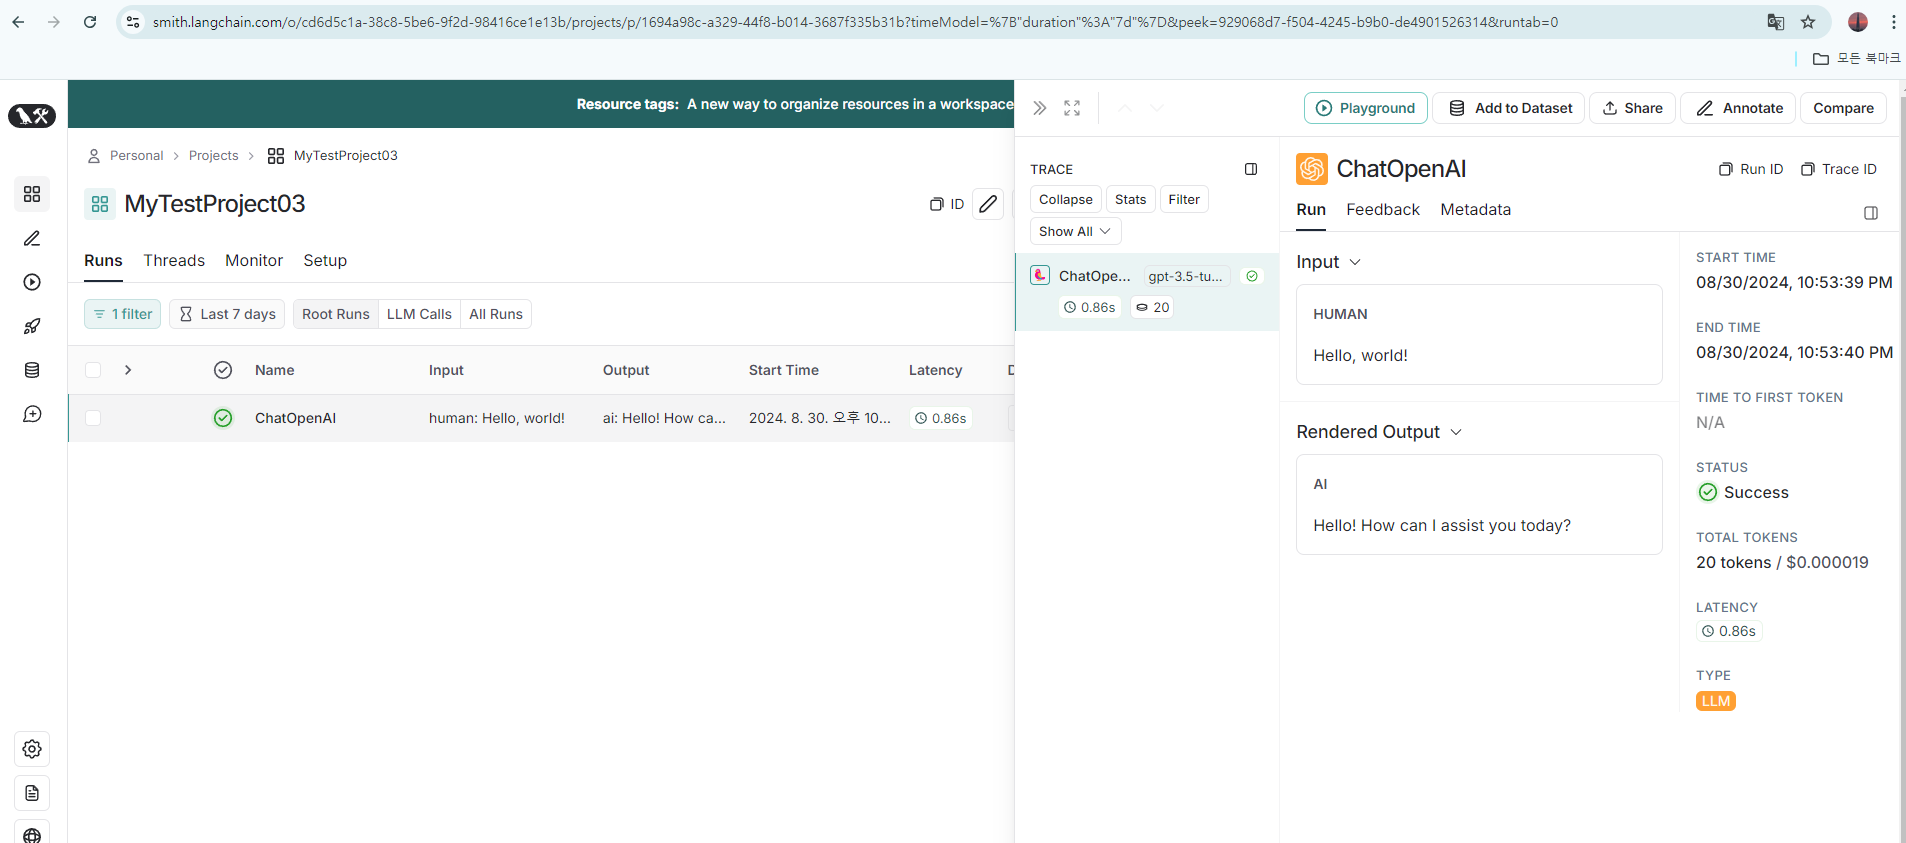 smith.langchain.com/o/cd6d5c1a-38c8-5be6-9f2d-98416ce1e13b/projects/p/1694a98c-a329-44f8-b014-3687f335b31b?timeModel=%7B"duration"%3A"7d"%7D&peek=929068d7-f504-4245-b9b0-de4901526314&runtab=0
모든 북마크
Resource tags: A new way to organize resources in a workspace
Personal > Projects > MyTestProject03
MyTestProject03
ID
Runs Threads Monitor Setup
1 filter Last 7 days Root Runs LLM Calls All Runs
Name Input Output Start Time Latency D
ChatOpenAI human: Hello, world! ai: Hello! How ca... 2024. 8. 30. 오후 10... 0.86s
Playground Add to Dataset Share Annotate Compare
TRACE
Collapse Stats Filter
Show All
ChatOpe... gpt-3.5-tu...
0.86s 20
ChatOpenAI Run ID Trace ID
Run Feedback Metadata
Input
HUMAN
Hello, world!
Rendered Output
AI
Hello! How can I assist you today?
START TIME
08/30/2024, 10:53:39 PM
END TIME
08/30/2024, 10:53:40 PM
TIME TO FIRST TOKEN
N/A
STATUS
Success
TOTAL TOKENS
20 tokens / $0.000019
LATENCY
0.86s
TYPE
LLM